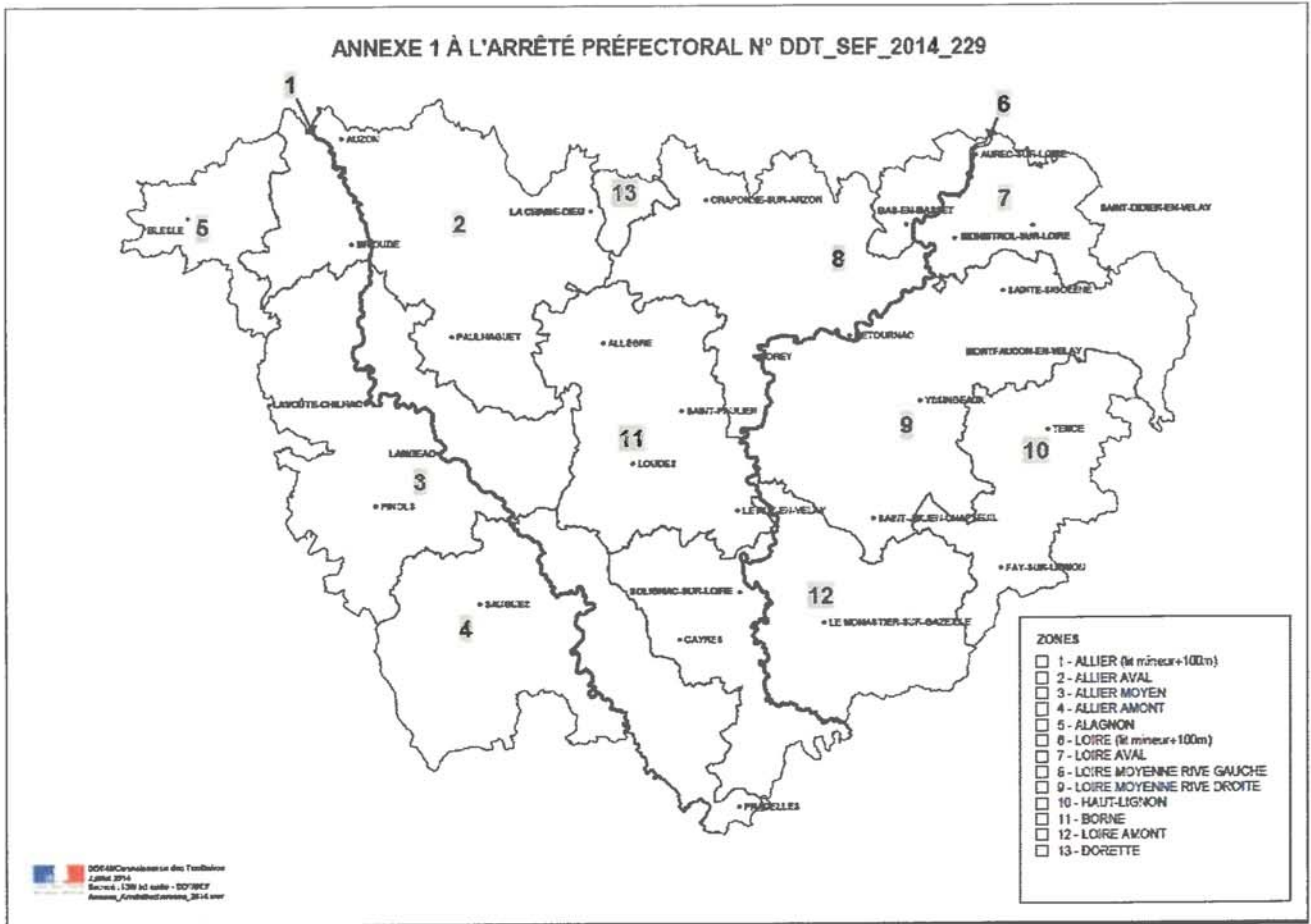 ANNEXE 1 À L'ARRÊTÉ PRÉFECTORAL N° DDT_SEF_2014_229
1
6
AUZON
AUREC-SUR-LOIRE
13
7
LA CHAISE-DIEU
CRAPONNE-SUR-ARZON
SAINT-DIDIER-EN-VELAY
BLESLE
5
2
BAS-EN-BASSET
MONISTROL-SUR-LOIRE
BRIOUDE
8
SAINTE-SIGOLÈNE
PAULHAGUET
ALLÈGRE
RETOURNAC
VOREY
MONTFAUCON-EN-VELAY
LAVOÛTE-CHILHAC
SAINT-PAULIEN
YSSINGEAUX
9
TENCE
10
11
LANGEAC
LOUDES
3
PINOLS
LE PUY-EN-VELAY
SAINT-JULIEN-CHAPTEUIL
FAY-SUR-LIGNON
SOLIGNAC-SUR-LOIRE
12
SAUGUES
4
LE MONASTIER-SUR-GAZEILLE
CAYRES
PRADELLES
ZONES
1 - ALLIER (lit mineur+100m)
2 - ALLIER AVAL
3 - ALLIER MOYEN
4 - ALLIER AMONT
5 - ALAGNON
6 - LOIRE (lit mineur+100m)
7 - LOIRE AVAL
8 - LOIRE MOYENNE RIVE GAUCHE
9 - LOIRE MOYENNE RIVE DROITE
10 - HAUT-LIGNON
11 - BORNE
12 - LOIRE AMONT
13 - DORETTE
DDT43/Connaissance des Territoires
Juillet 2014